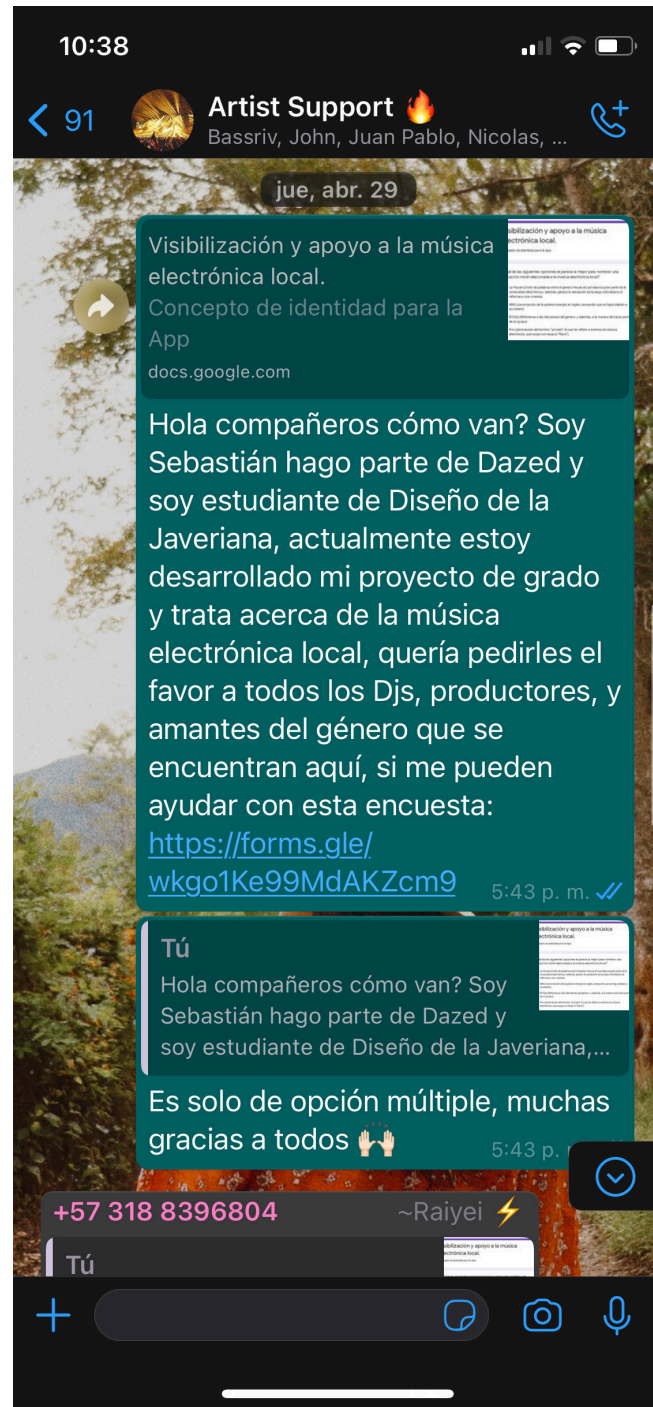 10:38
91
Artist Support 🔥
Bassriv, John, Juan Pablo, Nicolas, ...
jue, abr. 29
Visibilización y apoyo a la música
electrónica local.
Concepto de identidad para la
App
docs.google.com
Hola compañeros cómo van? Soy
Sebastián hago parte de Dazed y
soy estudiante de Diseño de la
Javeriana, actualmente estoy
desarrollado mi proyecto de grado
y trata acerca de la música
electrónica local, quería pedirles el
favor a todos los Djs, productores, y
amantes del género que se
encuentran aquí, si me pueden
ayudar con esta encuesta:
https://forms.gle/
wkgo1Ke99MdAKZcm9
5:43 p. m.
Tú
Hola compañeros cómo van? Soy
Sebastián hago parte de Dazed y
soy estudiante de Diseño de la Javeriana,...
Es solo de opción múltiple, muchas
gracias a todos 🙌🏻
5:43 p.
+57 318 8396804 ~Raiyei ⚡
Tú